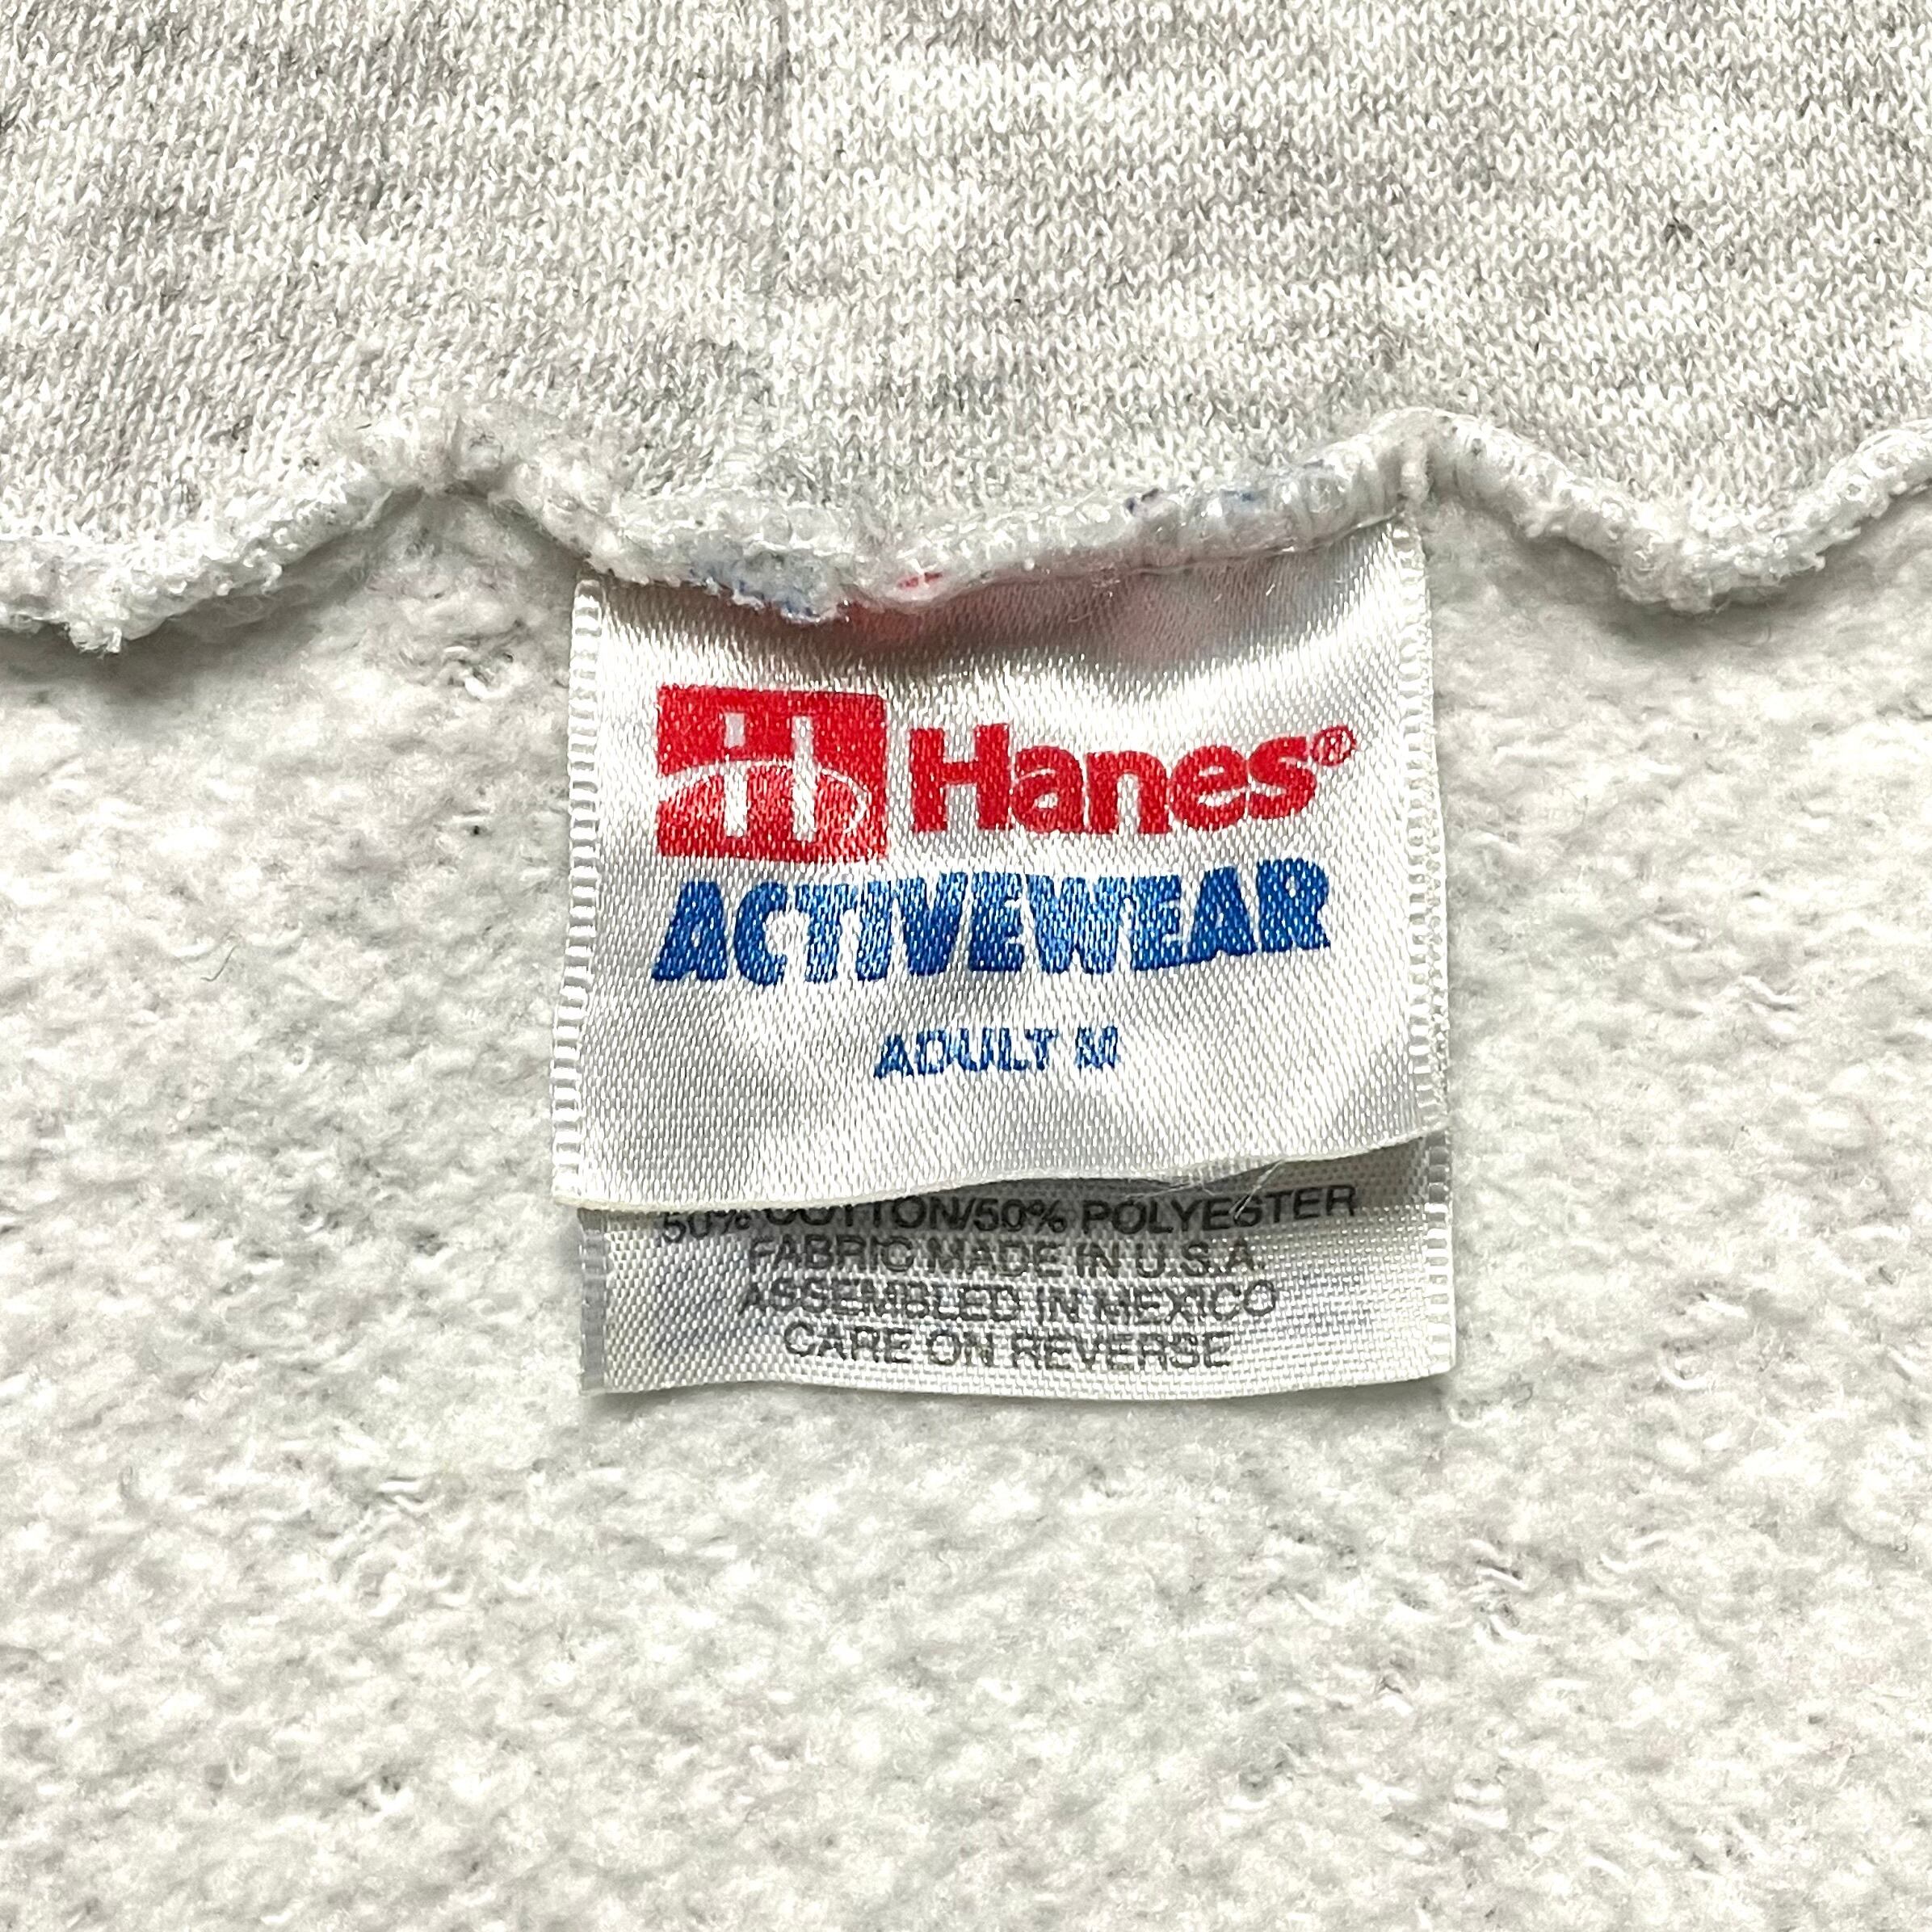 Hanes®
ACTIVEWEAR
ADULT M
50% COTTON/50% POLYESTER
FABRIC MADE IN U.S.A.
ASSEMBLED IN MEXICO
CARE ON REVERSE